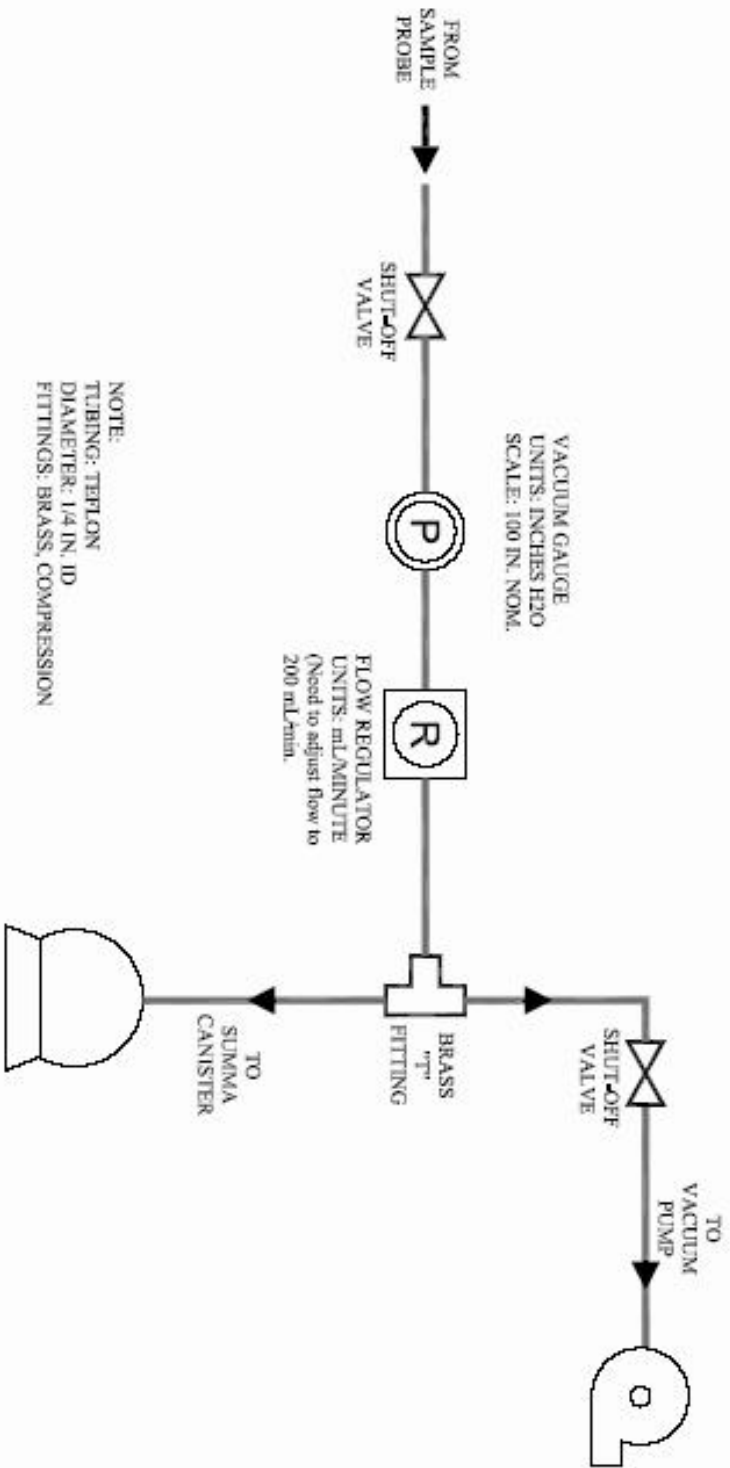 FROM
SAMPLE
PROBE
SHUT-OFF
VALVE
VACUUM GAUGE
UNITS: INCHES H2O
SCALE: 100 IN. NOM.
P
FLOW REGULATOR
UNITS: mL/MINUTE
(Need to adjust flow to
200 mL/min.
R
BRASS
"T"
FITTING
SHUT-OFF
VALVE
TO
VACUUM
PUMP
TO
SUMMA
CANISTER
NOTE:
TUBING: TEFLON
DIAMETER: 1/4 IN. ID
FITTINGS: BRASS, COMPRESSION